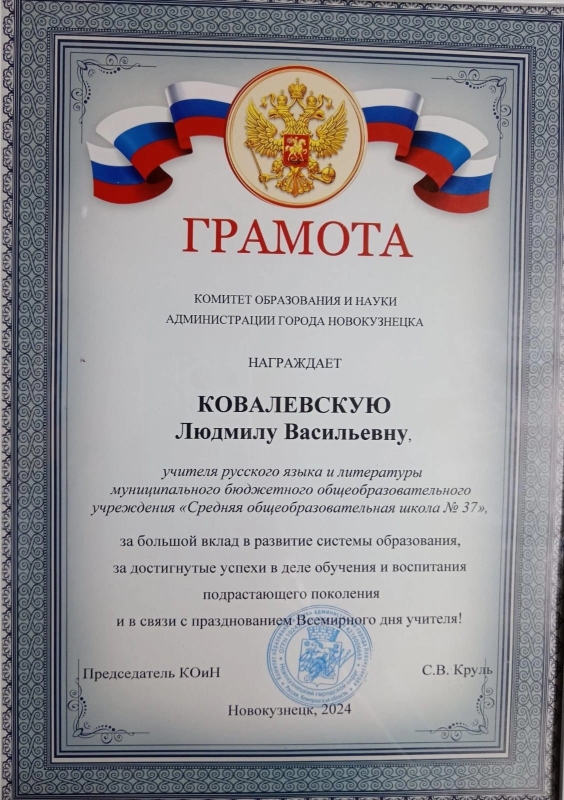 ГРАМОТА
КОМИТЕТ ОБРАЗОВАНИЯ И НАУКИ
АДМИНИСТРАЦИИ ГОРОДА НОВОКУЗНЕЦКА
НАГРАЖДАЕТ
КОВАЛЕВСКУЮ
Людмилу Васильевну,
учителя русского языка и литературы
муниципального бюджетного общеобразовательного
учреждения «Средняя общеобразовательная школа № 37»,
за большой вклад в развитие системы образования,
за достигнутые успехи в деле обучения и воспитания
подрастающего поколения
и в связи с празднованием Всемирного дня учителя!
Председатель КОиН С.В. Круль
Новокузнецк, 2024